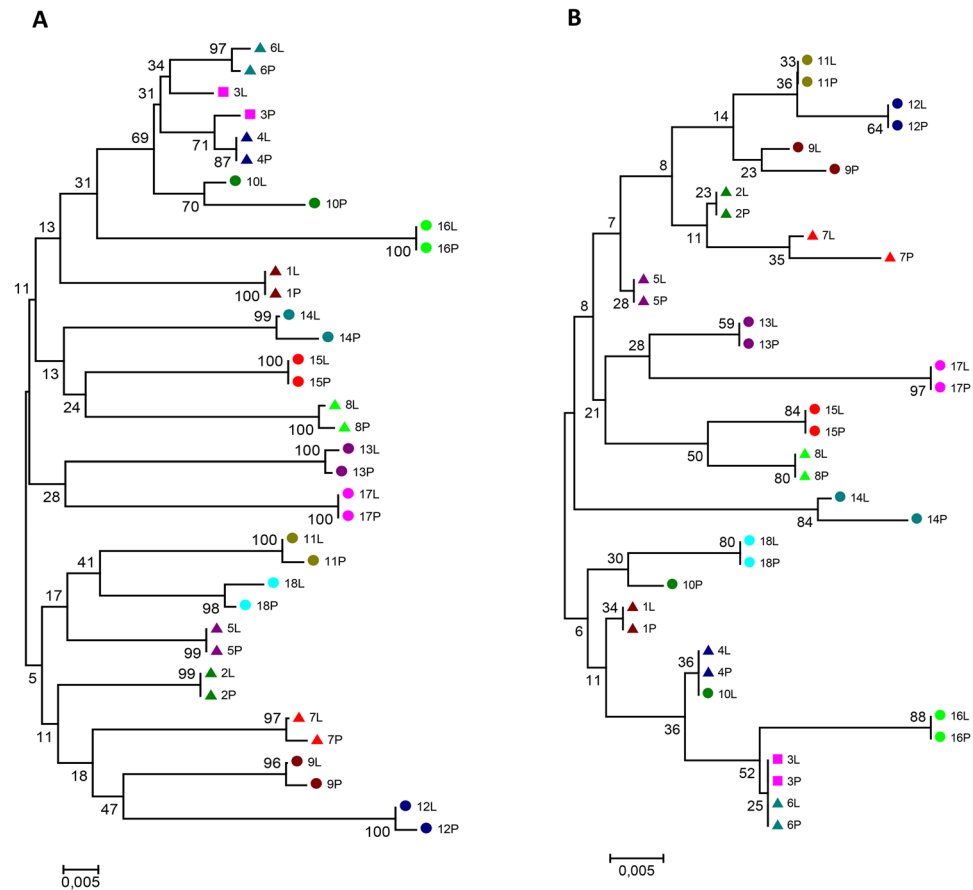 A
97
6L
6P
34
3L
31
3P
69
4L
71
87
4P
10L
31
70
10P
16L
13
100
16P
1L
11
100
1P
99
14L
14P
13
100
15L
15P
24
8L
100
8P
100
13L
13P
28
17L
100
17P
100
11L
41
11P
18L
17
98
18P
5L
99
5P
5
99
2L
2P
11
97
7L
7P
18
96
9L
9P
47
12L
100
12P
0,005
B
33
11L
36
11P
12L
14
64
12P
9L
23
9P
8
23
2L
2P
7
11
7L
35
7P
5L
28
5P
8
59
13L
28
13P
17L
97
17P
21
84
15L
15P
50
8L
80
8P
14L
84
14P
80
18L
30
18P
10P
6
34
1L
1P
11
36
4L
4P
10L
36
88
16L
16P
52
3L
3P
25
6L
6P
0,005